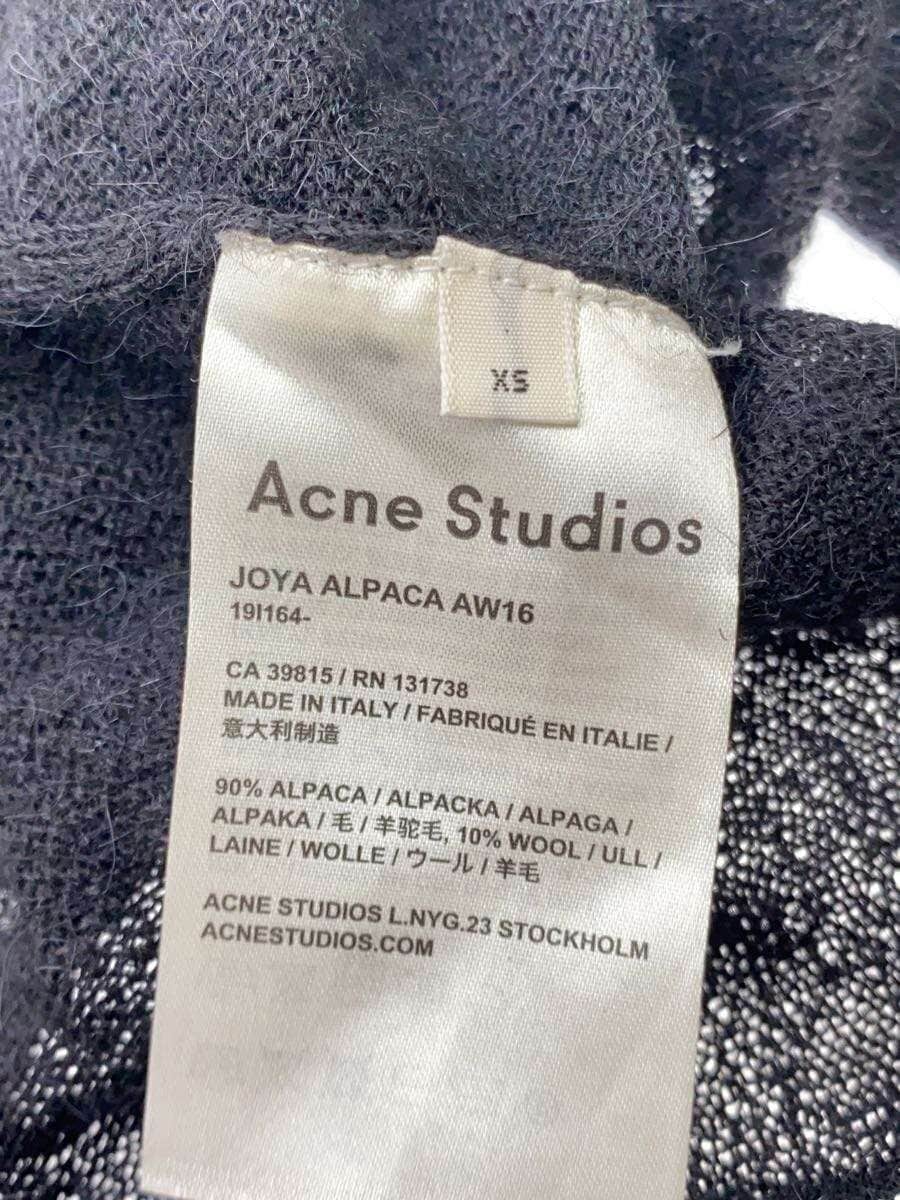 XS
Acne Studios
JOYA ALPACA AW16
19I164-
CA 39815 / RN 131738
MADE IN ITALY / FABRIQUÉ EN ITALIE /
意大利制造
90% ALPACA / ALPACKA / ALPAGA /
ALPAKA / 毛 / 羊驼毛, 10% WOOL / ULL /
LAINE / WOLLE / ウール / 羊毛
ACNE STUDIOS L.NYG.23 STOCKHOLM
ACNESTUDIOS.COM